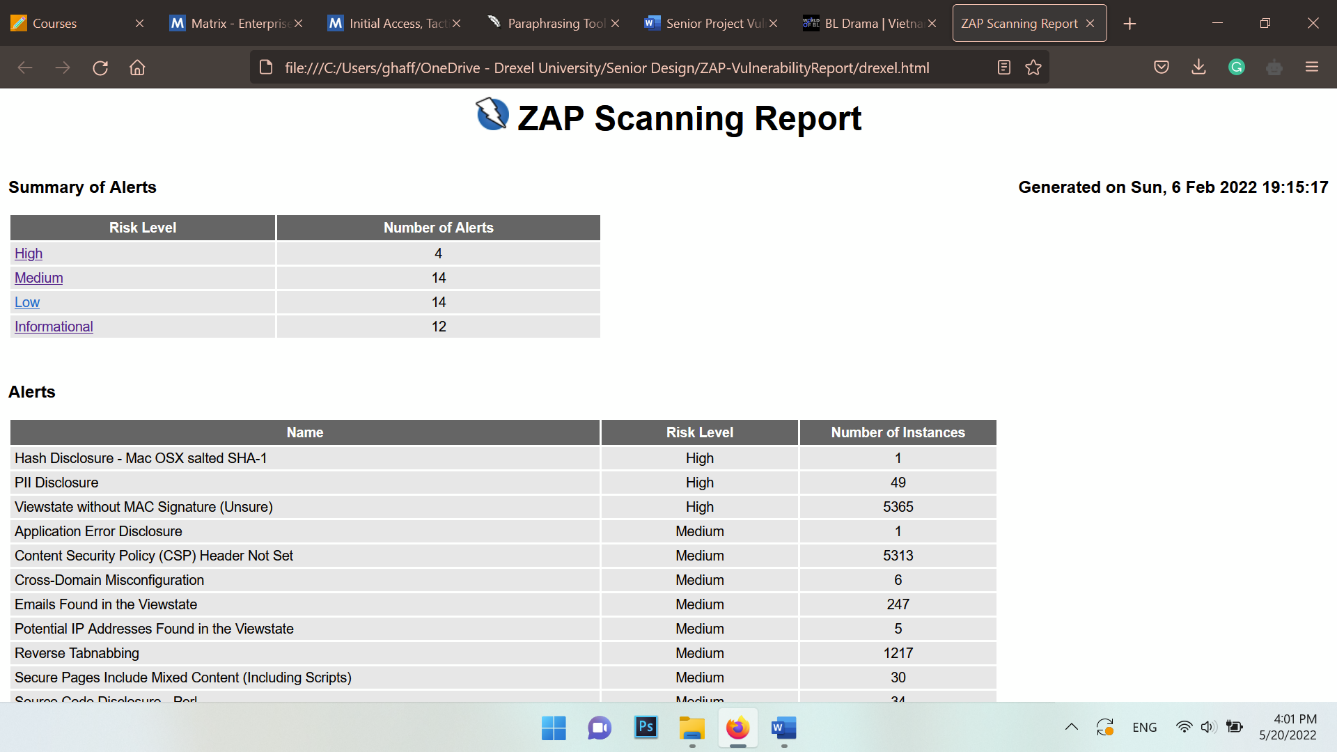 Courses
Matrix - Enterpris
Initial Access, Tact
Paraphrasing Tool
Senior Project Vul
BL Drama | Vietna
ZAP Scanning Report
file:///C:/Users/ghaff/OneDrive - Drexel University/Senior Design/ZAP-VulnerabilityReport/drexel.html
ZAP Scanning Report
Summary of Alerts
Generated on Sun, 6 Feb 2022 19:15:17
Risk Level Number of Alerts
High 4
Medium 14
Low 14
Informational 12
Alerts
Name Risk Level Number of Instances
Hash Disclosure - Mac OSX salted SHA-1 High 1
PII Disclosure High 49
Viewstate without MAC Signature (Unsure) High 5365
Application Error Disclosure Medium 1
Content Security Policy (CSP) Header Not Set Medium 5313
Cross-Domain Misconfiguration Medium 6
Emails Found in the Viewstate Medium 247
Potential IP Addresses Found in the Viewstate Medium 5
Reverse Tabnabbing Medium 1217
Secure Pages Include Mixed Content (Including Scripts) Medium 30
Source Code Disclosure - Perl Medium 34
ENG
4:01 PM
5/20/2022